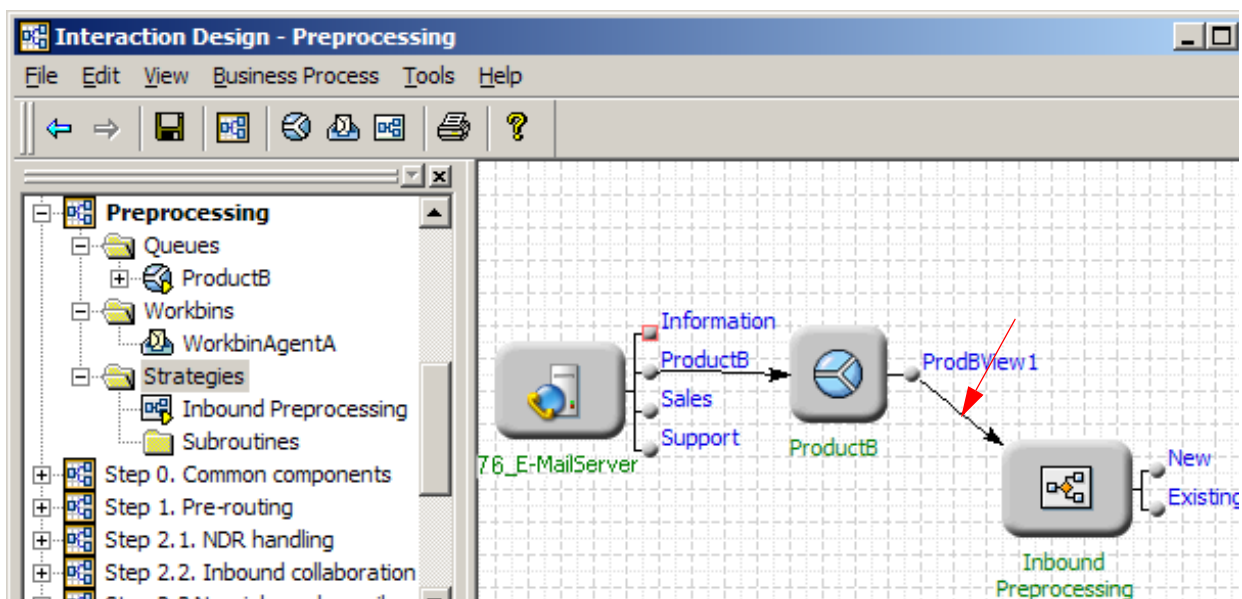 Interaction Design - Preprocessing
File Edit View Business Process Tools Help
Preprocessing
Queues
ProductB
Workbins
WorkbinAgentA
Strategies
Inbound Preprocessing
Subroutines
Step 0. Common components
Step 1. Pre-routing
Step 2.1. NDR handling
Step 2.2. Inbound collaboration
Information
ProductB
Sales
Support
76_E-MailServer
ProductB
ProdBView1
New
Existing
Inbound
Preprocessing